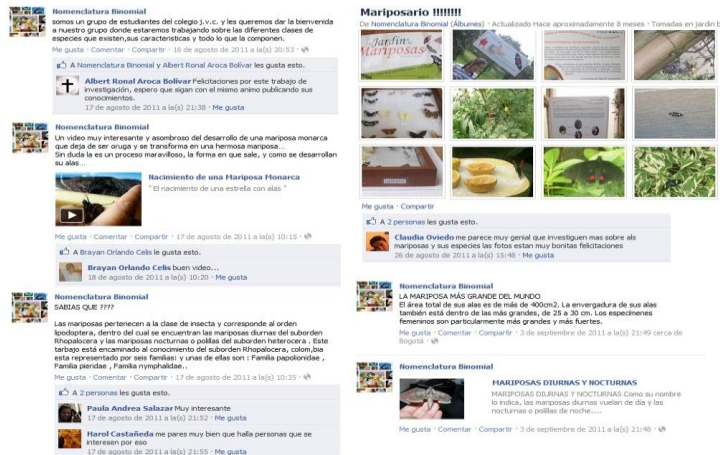 Nomenclatura Binomial
somos un grupo de estudiantes del colegio j.v.c. y les queremos dar la bienvenida
a nuestro grupo donde estaremos trabajando sobre las diferentes clases de
especies que existen,sus caracteristicas y todo lo que la componen.
Me gusta · Comentar · Compartir · 16 de agosto de 2011 a la(s) 20:53 ·
A Nomenclatura Binomial y Albert Ronal Aroca Bolívar les gusta esto.
Albert Ronal Aroca Bolívar Felicitaciones por este trabajo de
investigación, espero que sigan con el mismo animo publicando sus
conocimientos.
17 de agosto de 2011 a la(s) 21:38 · Me gusta
Nomenclatura Binomial
Un video muy interesante y asombroso del desarrollo de una mariposa monarca
que deja de ser oruga y se transforma en una hermosa mariposa...
Sin duda la es un proceso maravilloso, la forma en que sale, y como se desarrollan
su alas...
Nacimiento de una Mariposa Monarca
" El nacimiento de una estrella con alas "
Me gusta · Comentar · Compartir · 17 de agosto de 2011 a la(s) 10:15 ·
A Brayan Orlando Celis le gusta esto.
Brayan Orlando Celis buen video...
18 de agosto de 2011 a la(s) 10:20 · Me gusta
Nomenclatura Binomial
SABIAS QUE ????
Las mariposas pertenecen a la clase de insecta y corresponde al orden
lipodoptera, dentro del cual se encuentran las mariposas diurnas del suborden
Rhopalocera y las mariposas nocturnas o polillas del suborden heterocera . Este
tarbajo está encaminado al conocimiento del suborden Rhopalocera, colom,bia
esta representado por seis familias: y unas de ellas son : Familia papolionidae ,
Familia pieridae , Familia nymphalidae..
Me gusta · Comentar · Compartir · 17 de agosto de 2011 a la(s) 10:35 ·
A 2 personas les gusta esto.
Paula Andrea Salazar Muy interesante
17 de agosto de 2011 a la(s) 21:52 · Me gusta
Harol Castañeda me pares muy bien que halla personas que se
interesen por eso
17 de agosto de 2011 a la(s) 21:55 · Me gusta
Mariposario !!!!!!!!
De Nomenclatura Binomial (Álbumes) · Actualizado Hace aproximadamente 8 meses · Tomadas en jardin b
Jardin
Mariposas
Me gusta · Compartir
A 2 personas les gusta esto.
Claudia Oviedo me parece muy genial que investiguen mas sobre als
mariposas y sus especies las fotos estan muy bonitas felicitaciones
26 de agosto de 2011 a la(s) 15:48 · Me gusta
Nomenclatura Binomial
LA MARIPOSA MÁS GRANDE DEL MUNDO
El área total de sus alas es de más de 400cm2. La envergadura de sus alas
también está dentro de las más grandes, de 25 a 30 cm. Los especímenes
femeninos son particularmente más grandes y más fuertes.
Me gusta · Comentar · Compartir · 3 de septiembre de 2011 a la(s) 21:49 cerca de
Bogotá ·
Nomenclatura Binomial
MARIPOSAS DIURNAS Y NOCTURNAS
MARIPOSAS DIURNAS Y NOCTURNAS Como su nombre
lo indica, las mariposas diurnas vuelan de día y las
nocturnas o polillas de noche....
Me gusta · Comentar · Compartir · 3 de septiembre de 2011 a la(s) 21:48 ·